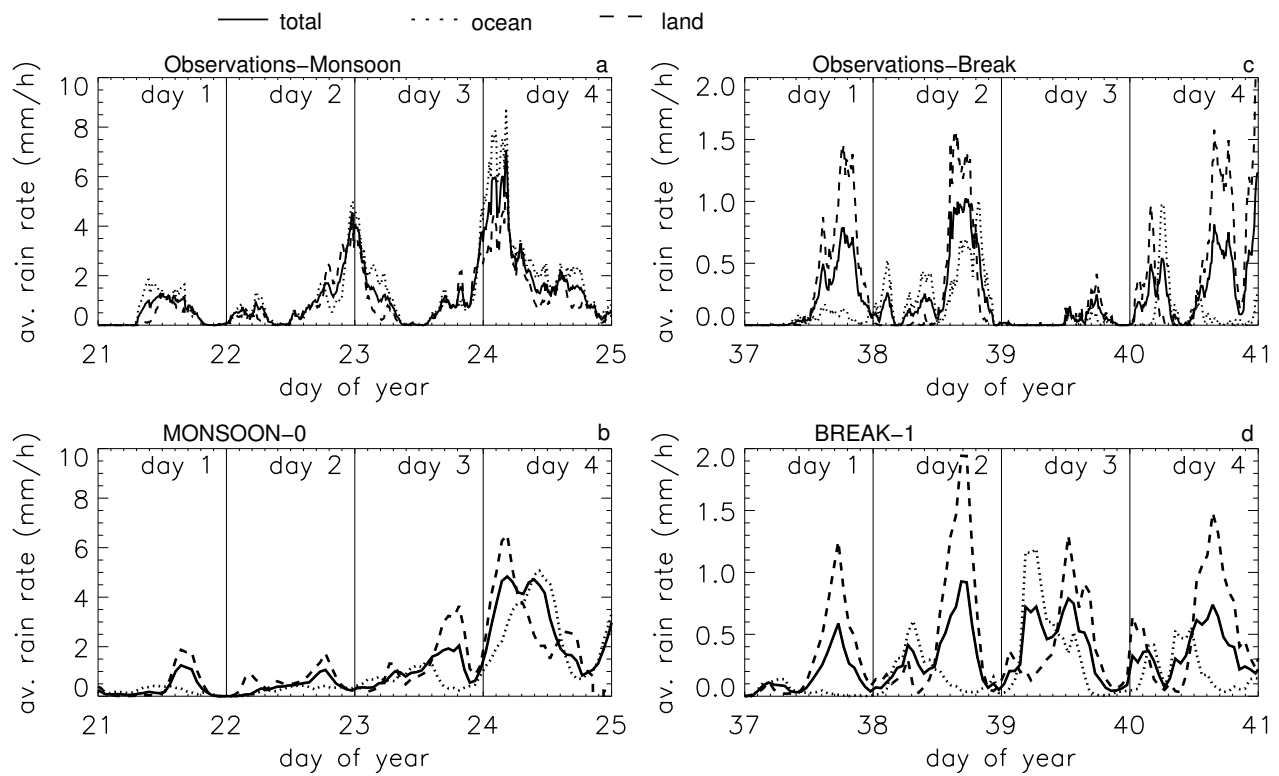 total ocean land
Observations−Monsoon a
day 1 day 2 day 3 day 4
av. rain rate (mm/h)
10
8
6
4
2
0
21 22 23 24 25
day of year
Observations−Break c
day 1 day 2 day 3 day 4
av. rain rate (mm/h)
2.0
1.5
1.0
0.5
0.0
37 38 39 40 41
day of year
MONSOON−0 b
day 1 day 2 day 3 day 4
av. rain rate (mm/h)
10
8
6
4
2
0
21 22 23 24 25
day of year
BREAK−1 d
day 1 day 2 day 3 day 4
av. rain rate (mm/h)
2.0
1.5
1.0
0.5
0.0
37 38 39 40 41
day of year